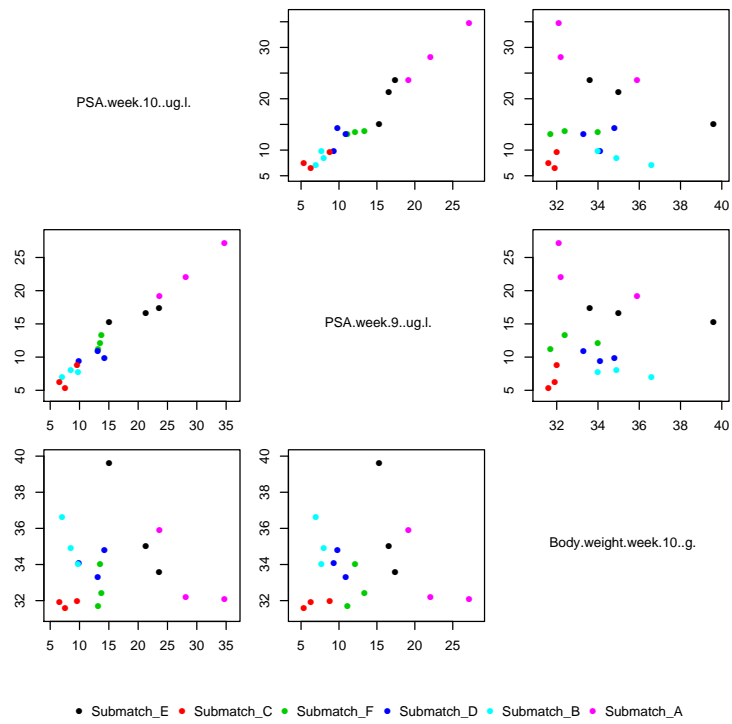 5 10 20 30
5 10 15 20 25
5 10 20 30
32 34 36 38 40
PSA.week.10..ug.l.
5 10 15 20 25
5 10 15 20 25 30 35
PSA.week.9..ug.l.
5 10 15 20 25
32 34 36 38 40
32 34 36 38 40
5 10 15 20 25 30 35
32 34 36 38 40
5 10 15 20 25
Body.weight.week.10..g.
Submatch_E Submatch_C Submatch_F Submatch_D Submatch_B Submatch_A